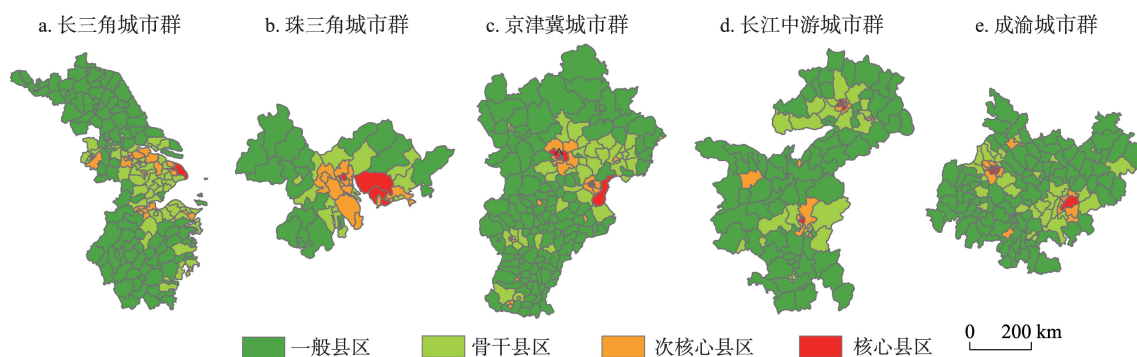 a. 长三角城市群
b. 珠三角城市群
c. 京津冀城市群
d. 长江中游城市群
e. 成渝城市群
一般县区
骨干县区
次核心县区
核心县区
0 200 km